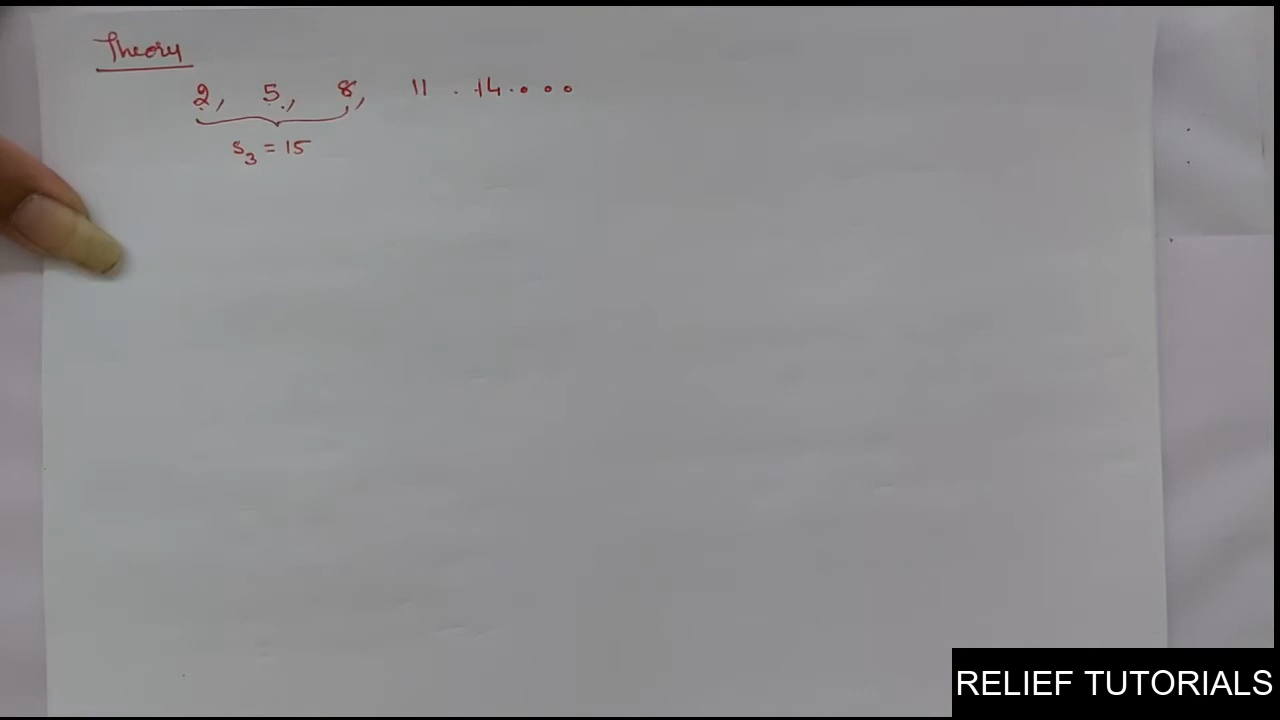 Theory
2, 5, 8, 11 . 14....
S3 = 15
RELIEF TUTORIALS